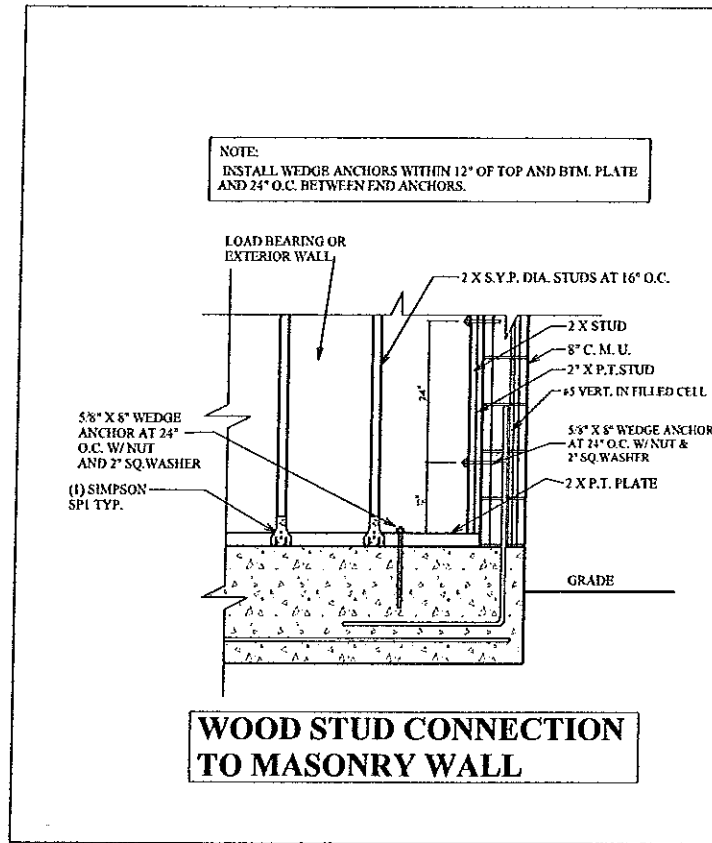 NOTE:
INSTALL WEDGE ANCHORS WITHIN 12" OF TOP AND BTM. PLATE
AND 24" O.C. BETWEEN END ANCHORS.
LOAD BEARING OR
EXTERIOR WALL
2 X S.Y.P. DIA. STUDS AT 16" O.C.
2 X STUD
8" C. M. U.
2" X P.T.STUD
#5 VERT. IN FILLED CELL
24"
5/8" X 8" WEDGE
ANCHOR AT 24"
O.C. W/ NUT
AND 2" SQ.WASHER
5/8" X 8" WEDGE ANCHOR
AT 24" O.C. W/ NUT &
2" SQ.WASHER
(1) SIMPSON
SP1 TYP.
2 X P.T. PLATE
GRADE
WOOD STUD CONNECTION
TO MASONRY WALL